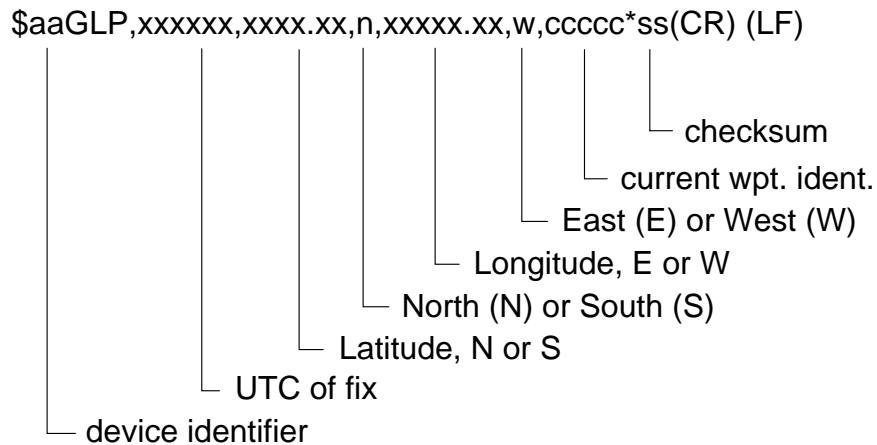 $aaGLP,xxxxxx,xxxx.xx,n,xxxxx.xx,w,ccccc*ss(CR) (LF)
checksum
current wpt. ident.
East (E) or West (W)
Longitude, E or W
North (N) or South (S)
Latitude, N or S
UTC of fix
device identifier